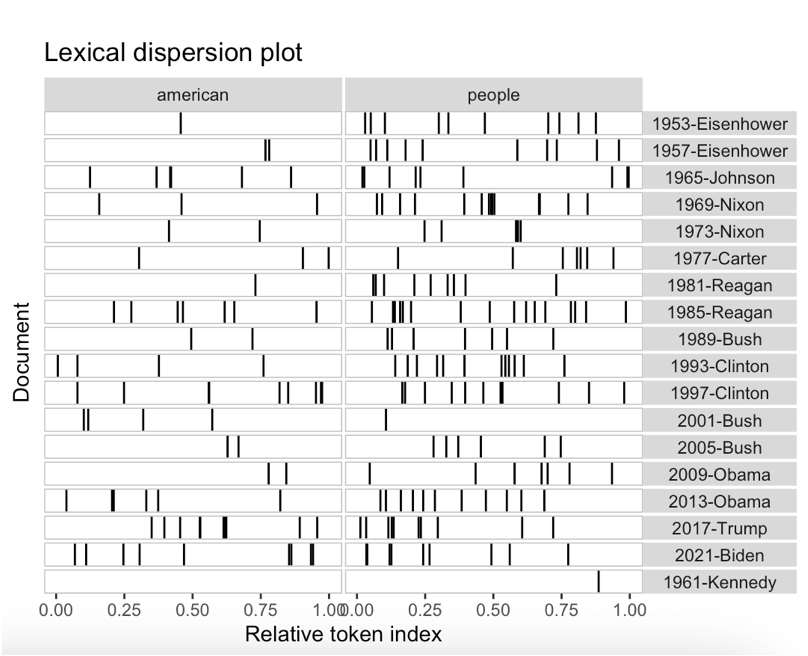 Lexical dispersion plot
american people
1953-Eisenhower
1957-Eisenhower
1965-Johnson
1969-Nixon
1973-Nixon
1977-Carter
1981-Reagan
1985-Reagan
1989-Bush
1993-Clinton
1997-Clinton
2001-Bush
2005-Bush
2009-Obama
2013-Obama
2017-Trump
2021-Biden
1961-Kennedy
Document
0.00 0.25 0.50 0.75 1.00 0.00 0.25 0.50 0.75 1.00
Relative token index